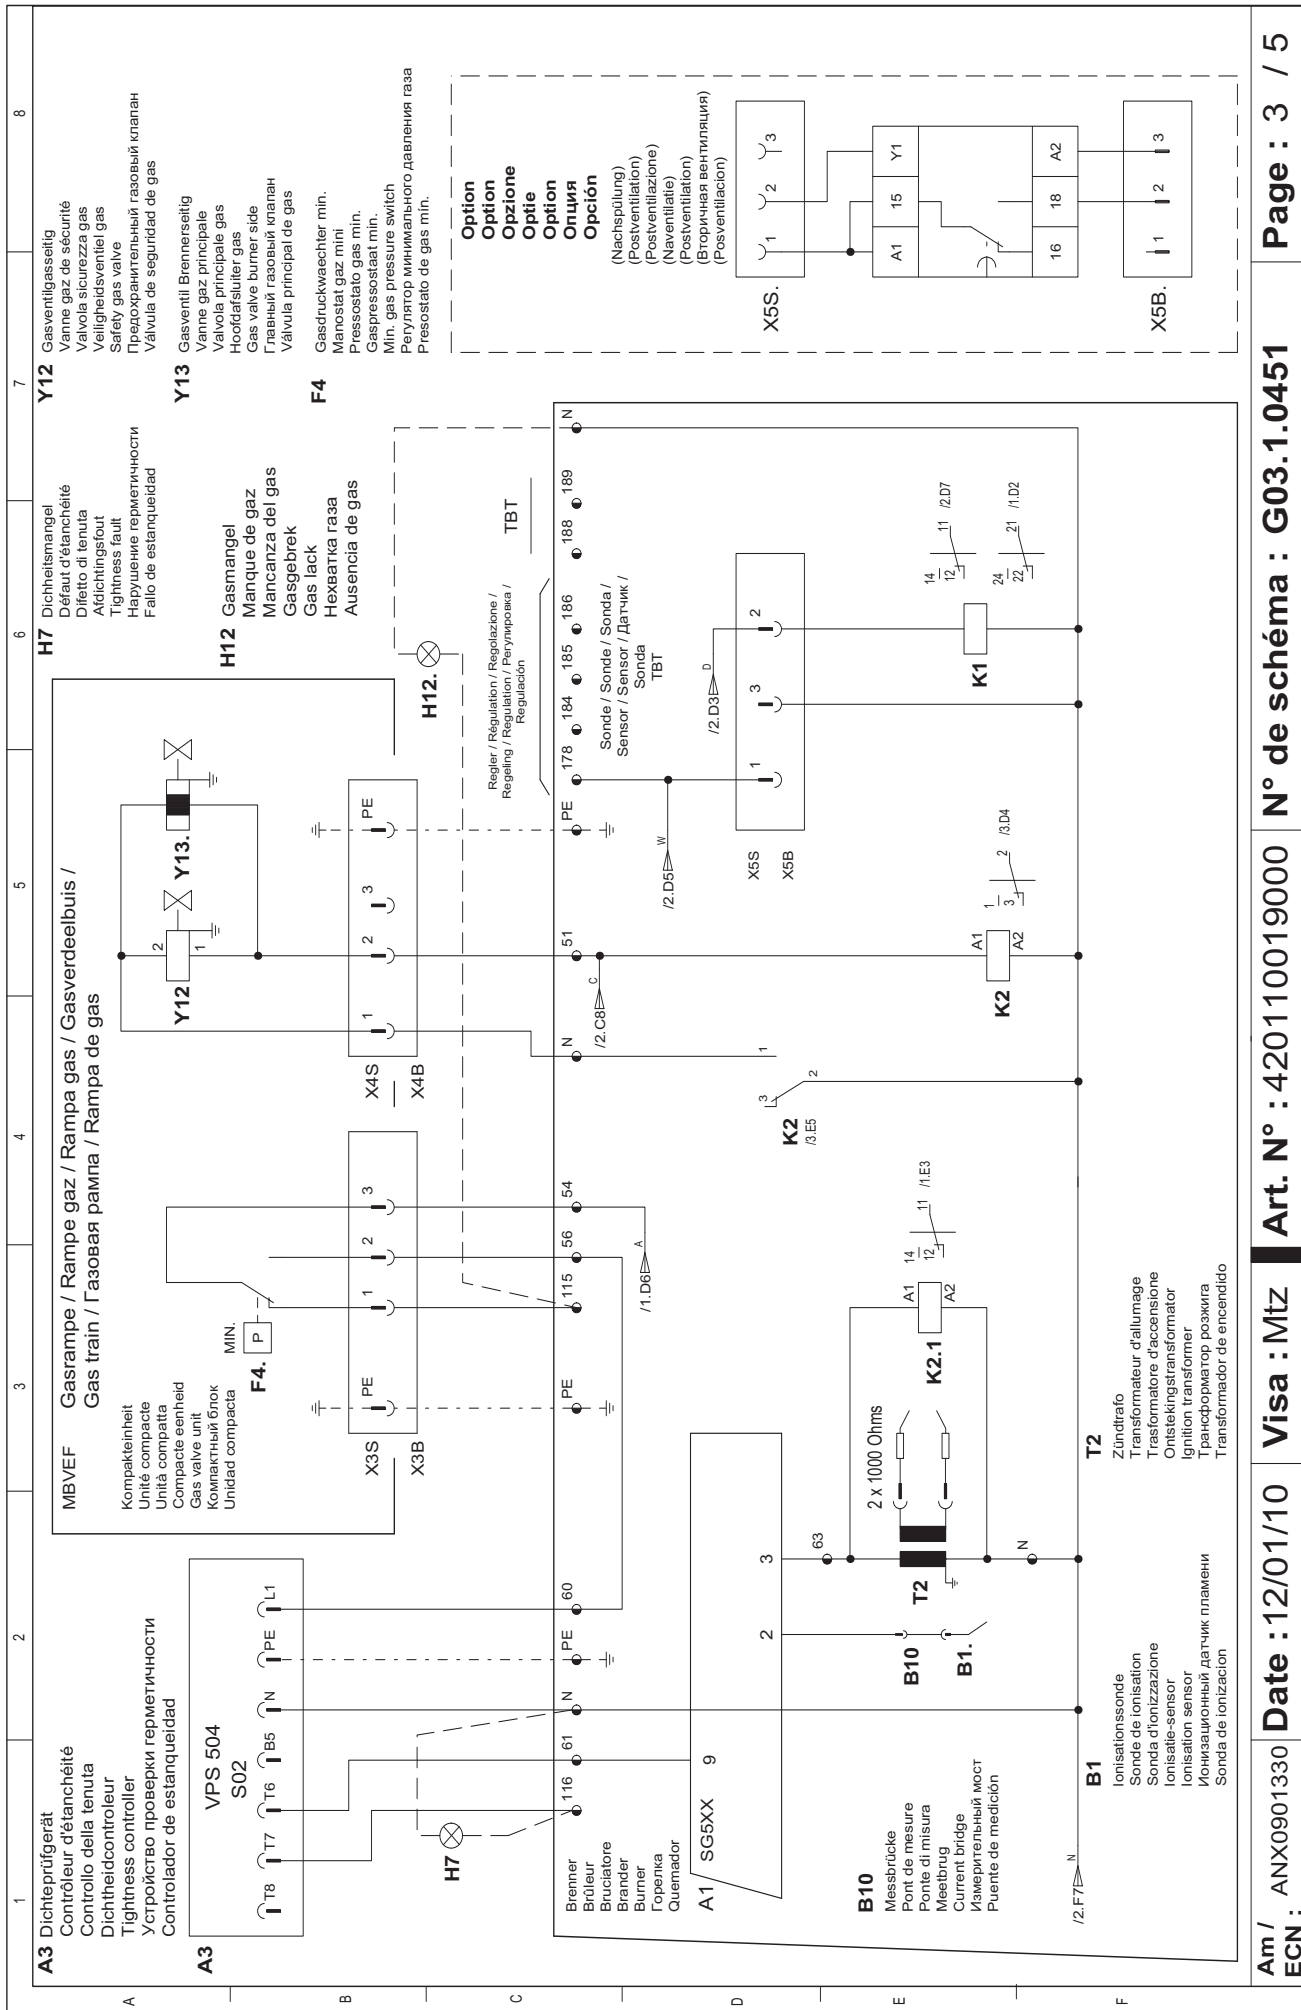 1
2
3
4
5
6
7
8
A
B
C
D
E
F
A3 Dichteprüfgerät
Contrôleur d'étanchéité
Controllo della tenuta
Dichtheidcontroleur
Tightness controller
Устройство проверки герметичности
Controlador de estanqueidad
A3
VPS 504
S02
T8
T7
T6
B5
N
PE
L1
MBVEF
Gasrampe / Rampe gaz / Rampa gas / Gasverdeelbuis /
Gas train / Газовая рампа / Rampa de gas
Kompakteinheit
Unité compacte
Unità compatta
Compacte eenheid
Gas valve unit
Компактный блок
Unidad compacta
MIN.
P
F4.
X3S
X3B
PE
1
2
3
Y12
2
1
Y13.
X4S
X4B
1
2
3
PE
H7 Dichheitsmangel
Défaut d'étanchéité
Difetto di tenuta
Afdichtingsfout
Tightness fault
Нарушение герметичности
Fallo de estanqueidad
H12 Gasmangel
Manque de gaz
Mancanza del gas
Gasgebrek
Gas lack
Нехватка газа
Ausencia de gas
Y12 Gasventilgasseitig
Vanne gaz de sécurité
Valvola sicurezza gas
Veiligheidsventiel gas
Safety gas valve
Предохранительный газовый клапан
Válvula de seguridad de gas
Y13 Gasventil Brennerseitig
Vanne gaz principale
Valvola principale gas
Hoofdafsluiter gas
Gas valve burner side
Главный газовый клапан
Válvula principal de gas
F4 Gasdruckwaechter min.
Manostat gaz mini
Pressostato gas min.
Gaspressostaat min.
Min. gas pressure switch
Регулятор минимального давления газа
Presostato de gas min.
H7
H12.
Regler / Régulation / Regolazione /
Regeling / Regulation / Регулировка /
Regulación
TBT
116
61
N
PE
60
PE
115
56
54
N
51
PE
178
184
185
186
188
189
N
Sonde / Sonde / Sonda /
Sensor / Sensor / Датчик /
Sonda
TBT
Brenner
Brûleur
Bruciatore
Brander
Burner
Горелка
Quemador
A1 SG5XX
9
2
3
/1.D6 A
/2.C8 C
/2.D5 W
/2.D3 D
X5S
X5B
1
3
2
3
1
2
K2
/3.E5
B10
Messbrücke
Pont de mesure
Ponte di misura
Meetbrug
Current bridge
Измерительный мост
Puente de medición
B10
B1.
63
T2
N
2 x 1000 Ohms
K2.1
A1
A2
14
12
11 /1.E3
K2
A1
A2
1
3
2 /3.D4
K1
14
12
11 /2.D7
24
22
21 /1.D2
/2.F7 N
B1
Ionisationssonde
Sonde de ionisation
Sonda d'ionizzazione
Ionisatie-sensor
Ionisation sensor
Ионизационный датчик пламени
Sonda de ionizacion
T2
Zündtrafo
Transformateur d'allumage
Trasformatore d'accensione
Ontstekingstransformator
Ignition transformer
Трансформатор розжига
Transformador de encendido
Option
Option
Opzione
Optie
Option
Опция
Opción
(Nachspülung)
(Postventilation)
(Postventilazione)
(Naventilatie)
(Postventilation)
(Вторичная вентиляция)
(Posventilacion)
X5S.
1
2
3
A1
15
Y1
16
18
A2
X5B.
1
2
3
Am /
ECN : ANX0901330
Date : 12/01/10
Visa : Mtz
Art. N° : 420110019000
N° de schéma : G03.1.0451
Page : 3 / 5